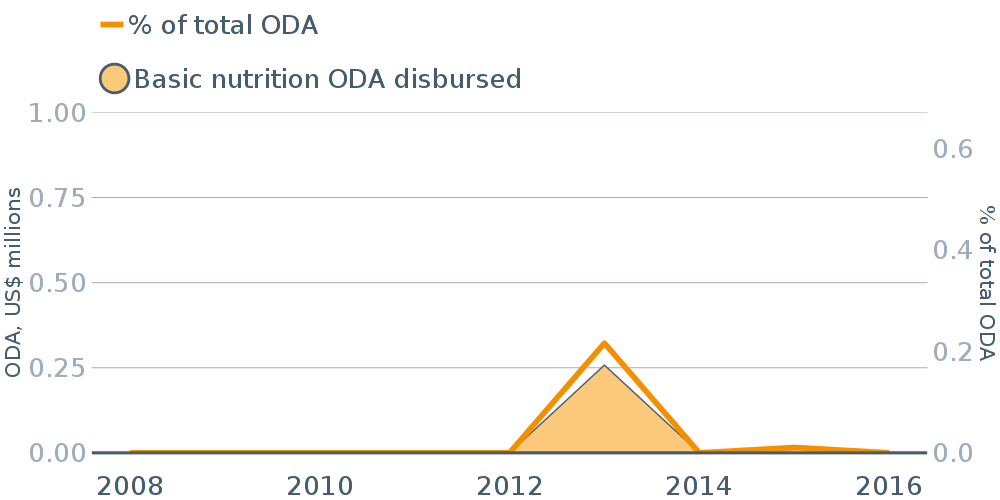 % of total ODA
Basic nutrition ODA disbursed
1.00
0.75
0.50
0.25
0.00
ODA, US$ millions
0.6
0.4
0.2
0.0
% of total ODA
2008 2010 2012 2014 2016